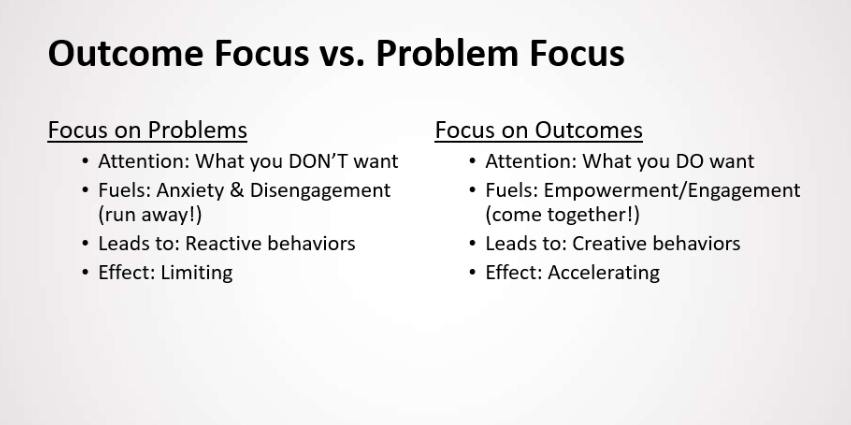 Outcome Focus vs. Problem Focus
Focus on Problems
• Attention: What you DON’T want
• Fuels: Anxiety & Disengagement
(run away!)
• Leads to: Reactive behaviors
• Effect: Limiting
Focus on Outcomes
• Attention: What you DO want
• Fuels: Empowerment/Engagement
(come together!)
• Leads to: Creative behaviors
• Effect: Accelerating